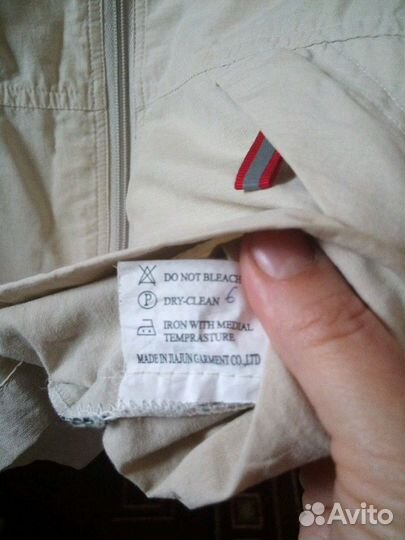 DO NOT BLEACH
P DRY-CLEAN 6
IRON WITH MEDIAL
TEMPRASTURE
MADE IN JIAJUN GARMENT CO.,LTD
Avito